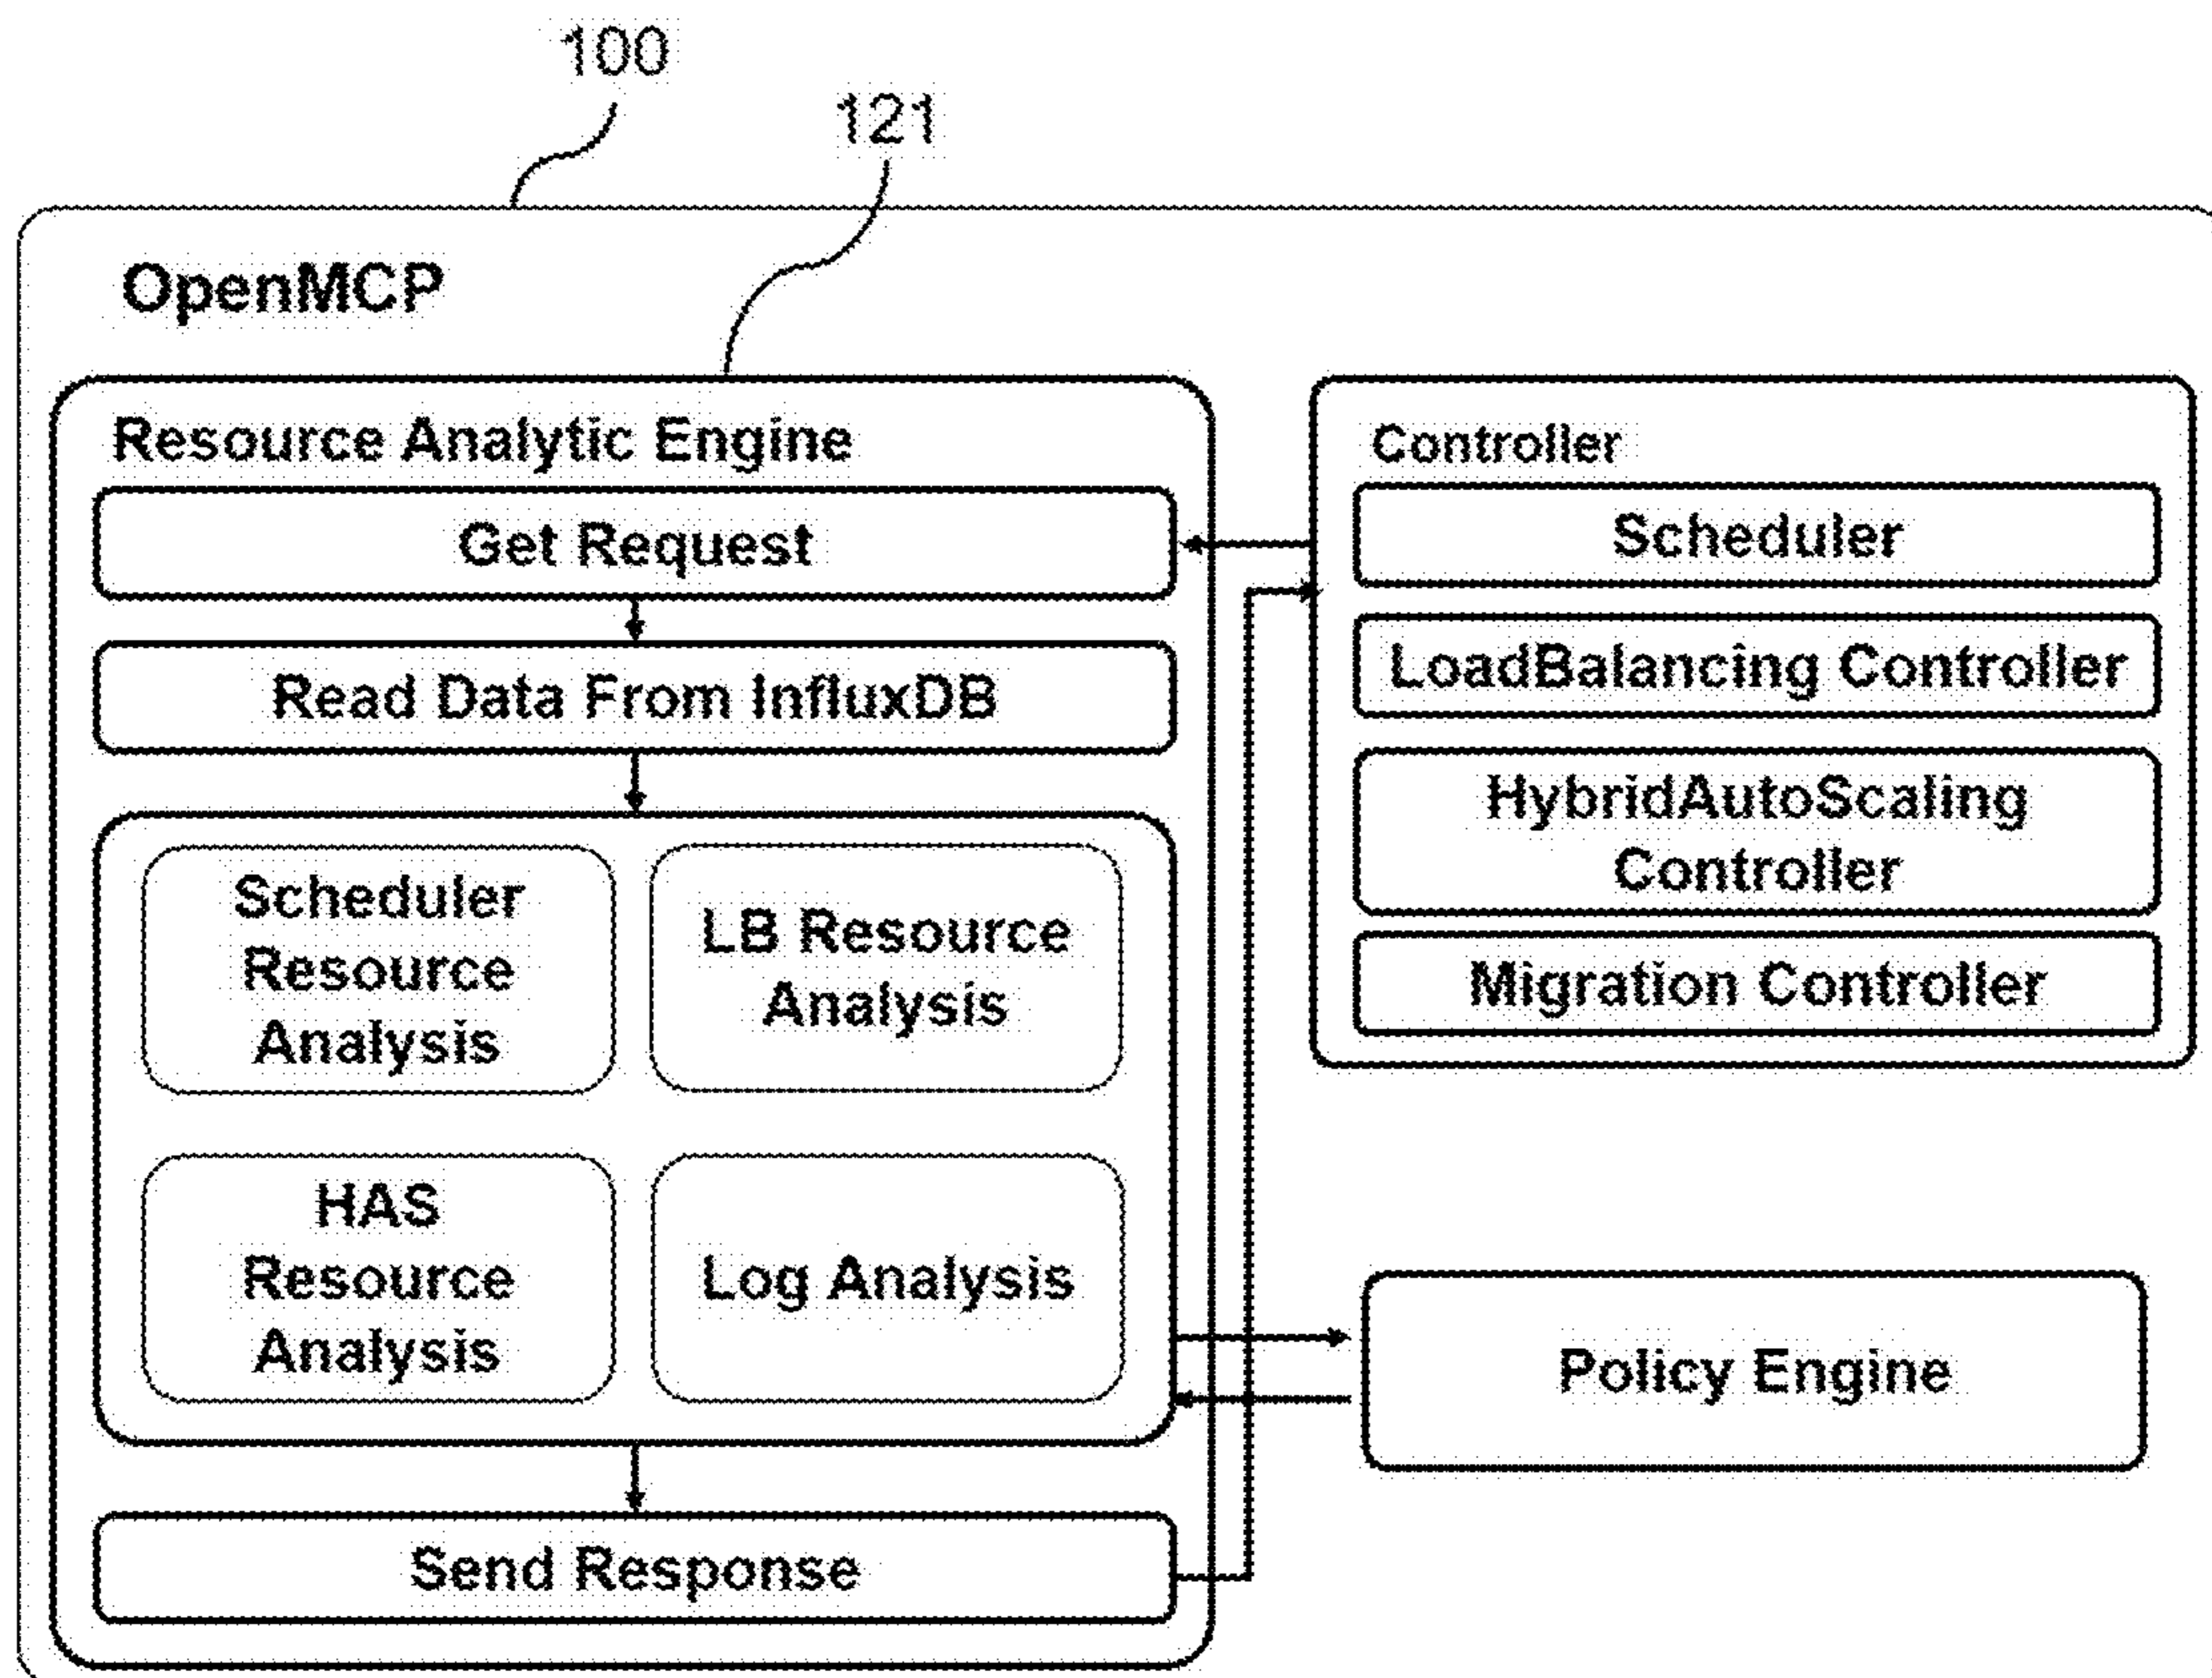 100
121
OpenMCP
Resource Analytic Engine
Get Request
Read Data From InfluxDB
Scheduler
Resource
Analysis
LB Resource
Analysis
HAS
Resource
Analysis
Log Analysis
Send Response
Controller
Scheduler
LoadBalancing Controller
HybridAutoScaling
Controller
Migration Controller
Policy Engine